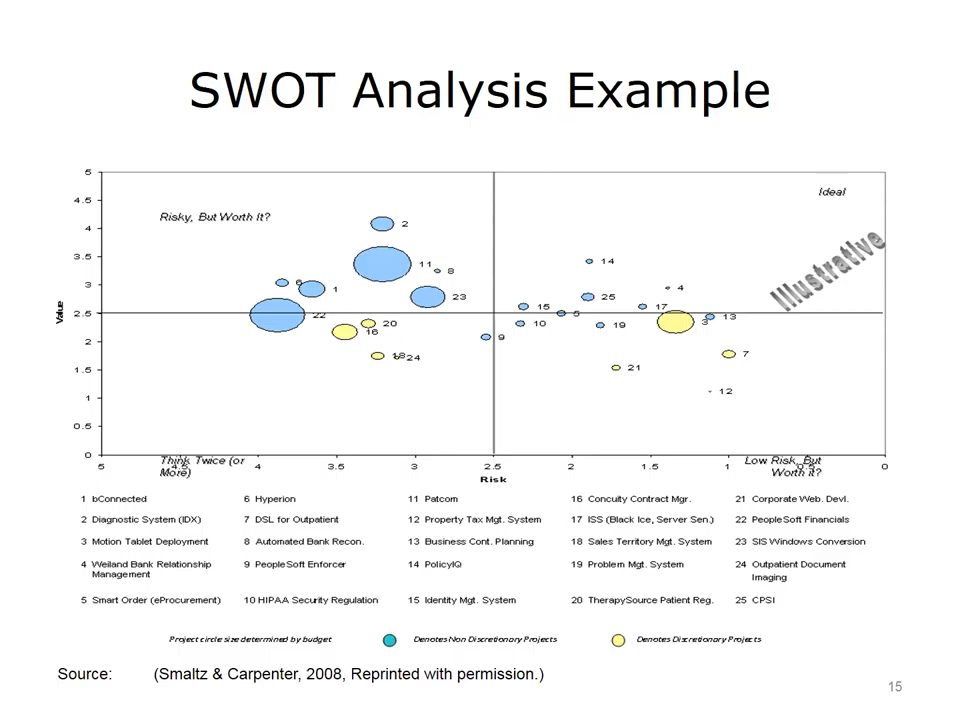 SWOT Analysis Example
5
4.5
4
3.5
3
2.5
2
1.5
1
0.5
0
Value
Risky, But Worth It?
Ideal
Illustrative
2
11
8
6
1
23
22
20
16
18
24
14
4
25
15
17
5
13
10
19
3
9
7
21
12
5
4.5
4
3.5
3
2.5
2
1.5
1
0.5
0
Think Twice (or
More)
Low Risk, But
Worth it?
Risk
1 bConnected
6 Hyperion
11 Patcom
16 Concuity Contract Mgr.
21 Corporate Web. Devl.
2 Diagnostic System (IDX)
7 DSL for Outpatient
12 Property Tax Mgt. System
17 ISS (Black Ice, Server Sen.)
22 PeopleSoft Financials
3 Motion Tablet Deployment
8 Automated Bank Recon.
13 Business Cont. Planning
18 Sales Territory Mgt. System
23 SIS Windows Conversion
4 Weiland Bank Relationship
Management
9 PeopleSoft Enforcer
14 PolicyIQ
19 Problem Mgt. System
24 Outpatient Document
Imaging
5 Smart Order (eProcurement)
10 HIPAA Security Regulation
15 Identity Mgt. System
20 TherapySource Patient Reg.
25 CPSI
Project circle size determined by budget
Denotes Non Discretionary Projects
Denotes Discretionary Projects
Source: (Smaltz & Carpenter, 2008, Reprinted with permission.)
15